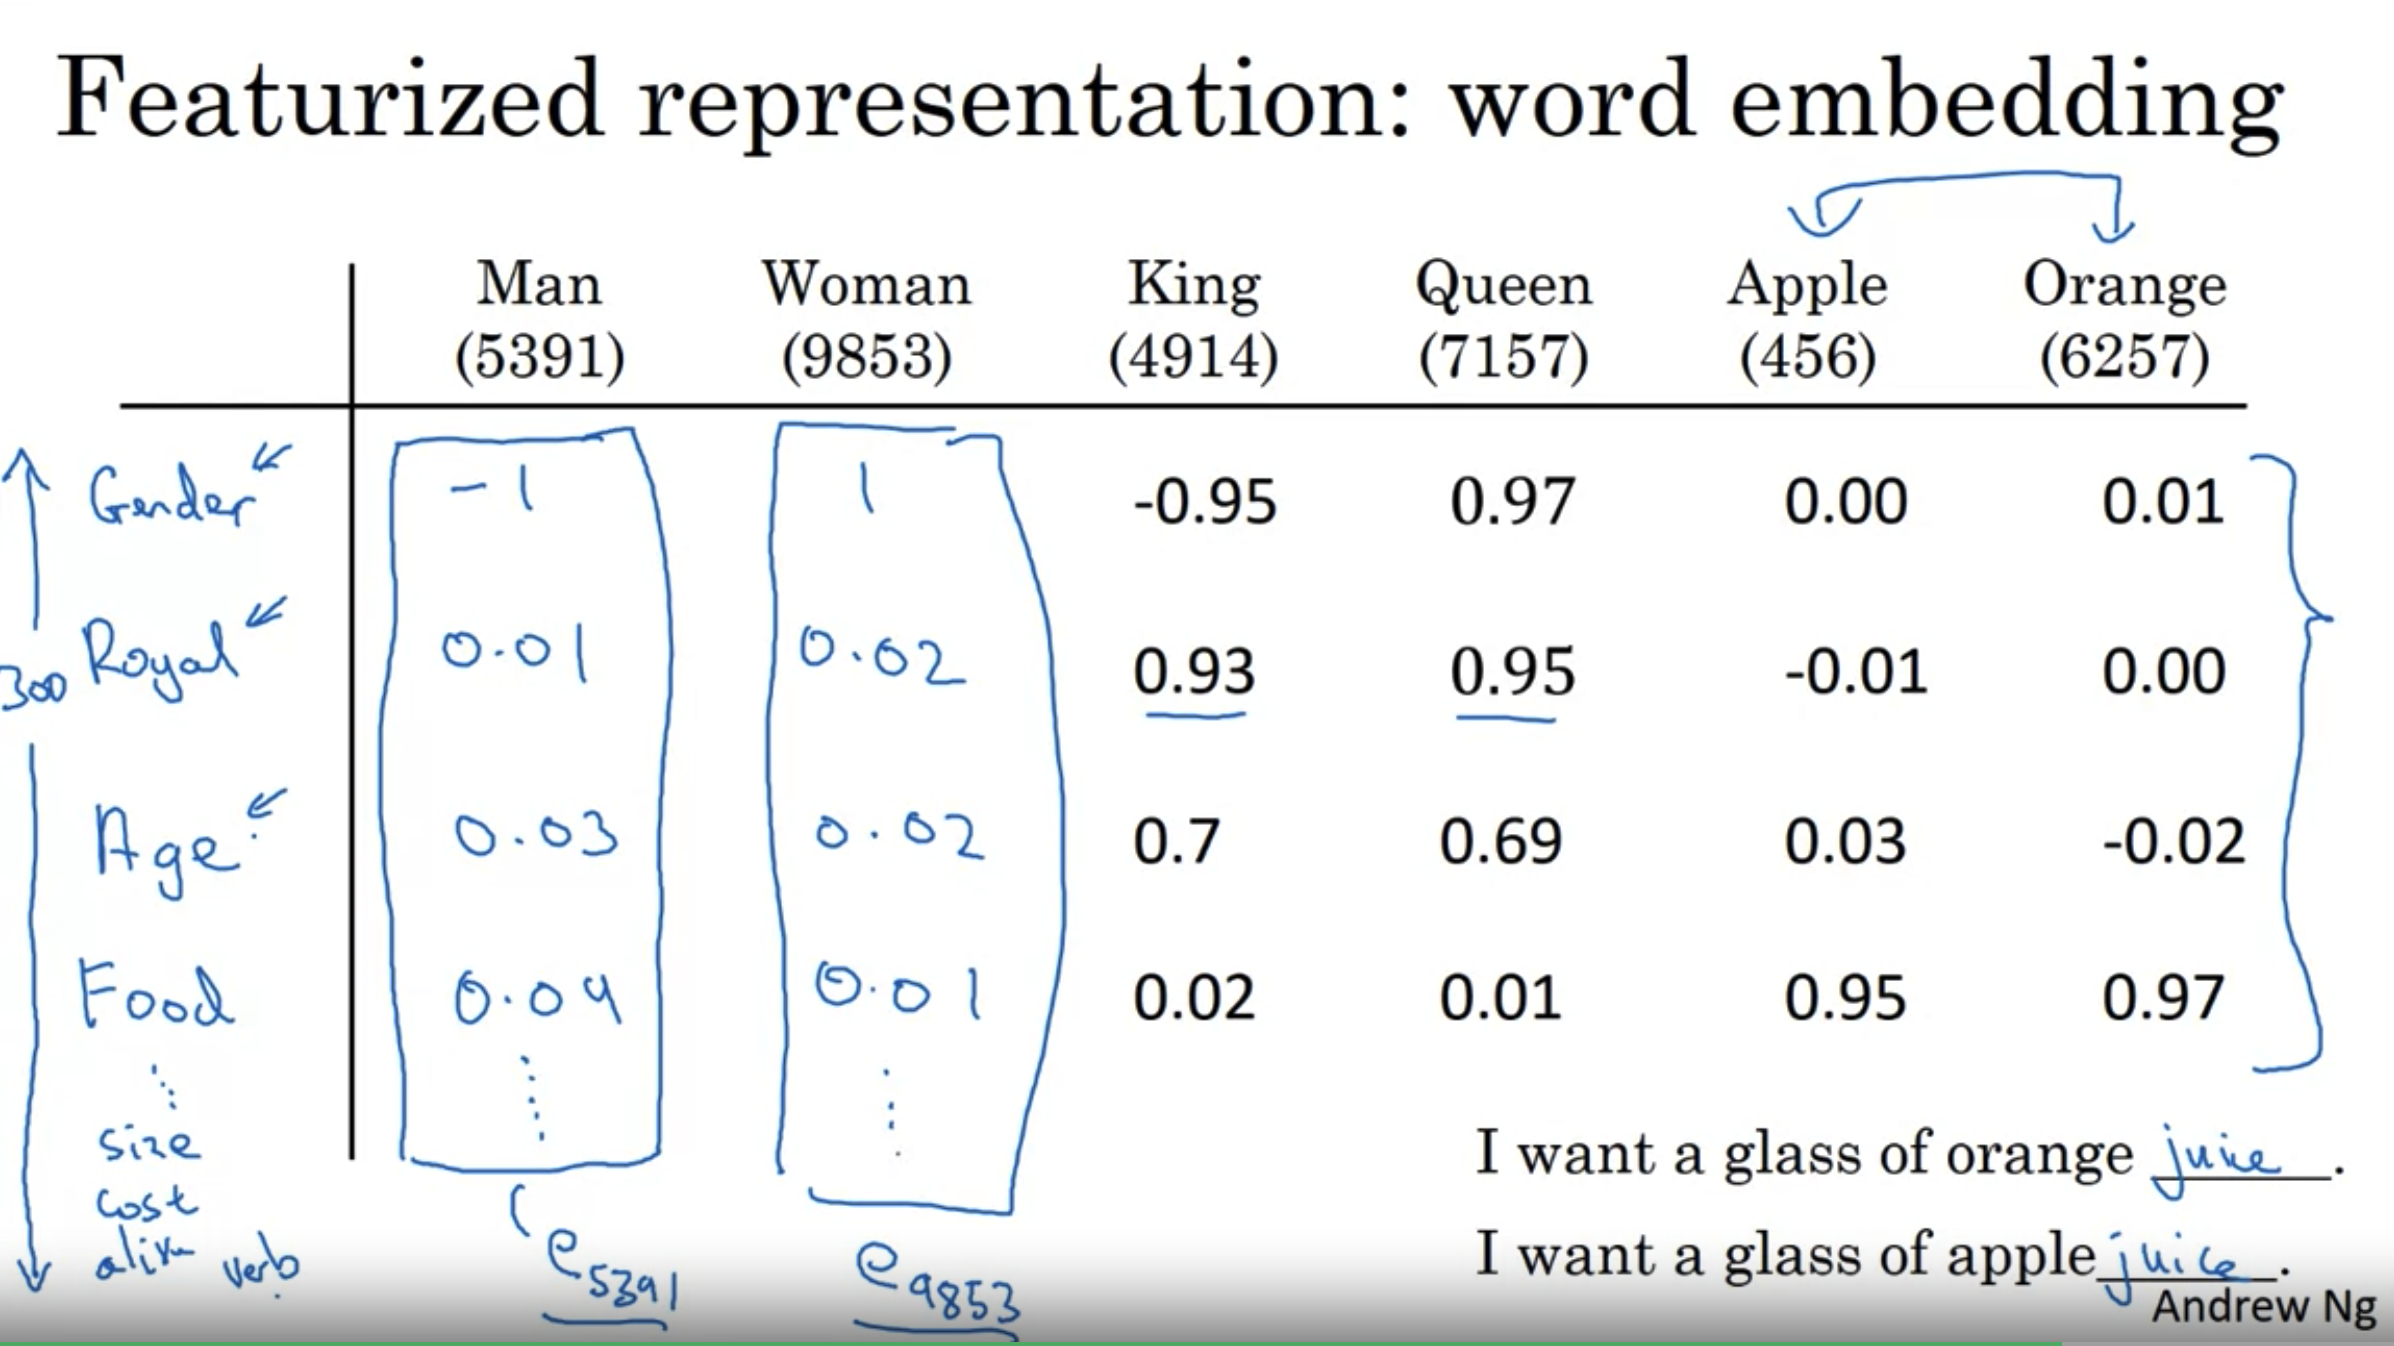 Featurized representation: word embedding
Man Woman King Queen Apple Orange
(5391) (9853) (4914) (7157) (456) (6257)
Gender -1 1 -0.95 0.97 0.00 0.01
300 Royal 0.01 0.02 0.93 0.95 -0.01 0.00
Age 0.03 0.02 0.7 0.69 0.03 -0.02
Food 0.04 0.01 0.02 0.01 0.95 0.97
size
cost
alive verb
e5391 e9853
I want a glass of orange juice.
I want a glass of apple juice.
Andrew Ng